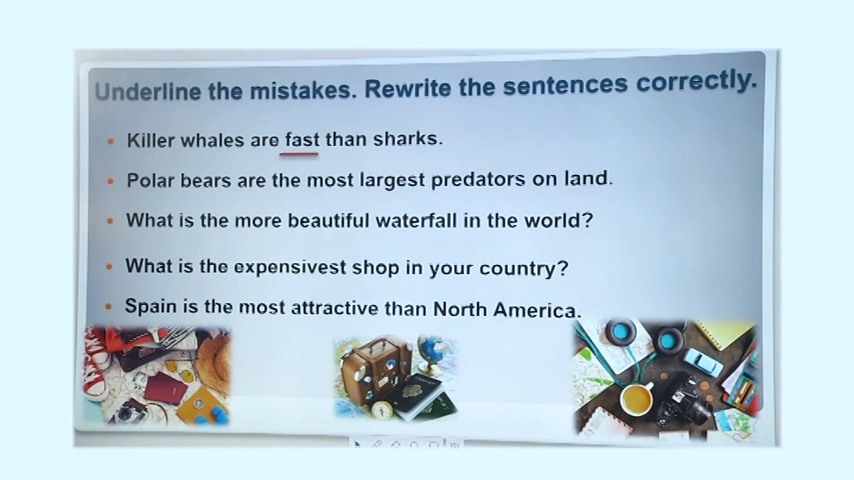 Underline the mistakes. Rewrite the sentences correctly.
Killer whales are fast than sharks.
Polar bears are the most largest predators on land.
What is the more beautiful waterfall in the world?
What is the expensivest shop in your country?
Spain is the most attractive than North America.